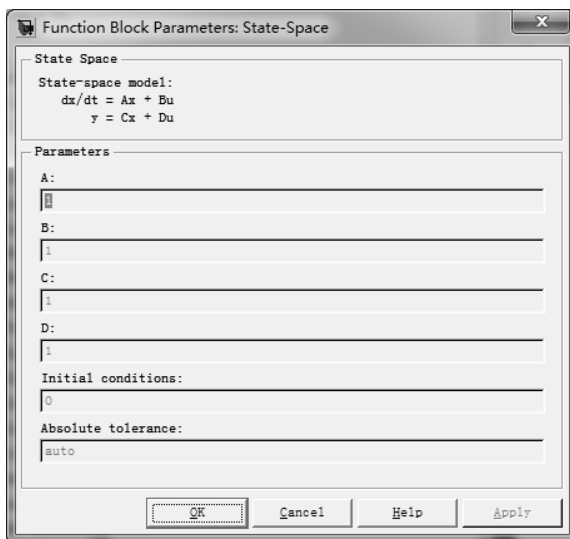 Function Block Parameters: State-Space
State Space
State-space model:
dx/dt = Ax + Bu
y = Cx + Du
Parameters
A:
1
B:
1
C:
1
D:
1
Initial conditions:
0
Absolute tolerance:
auto
OK Cancel Help Apply